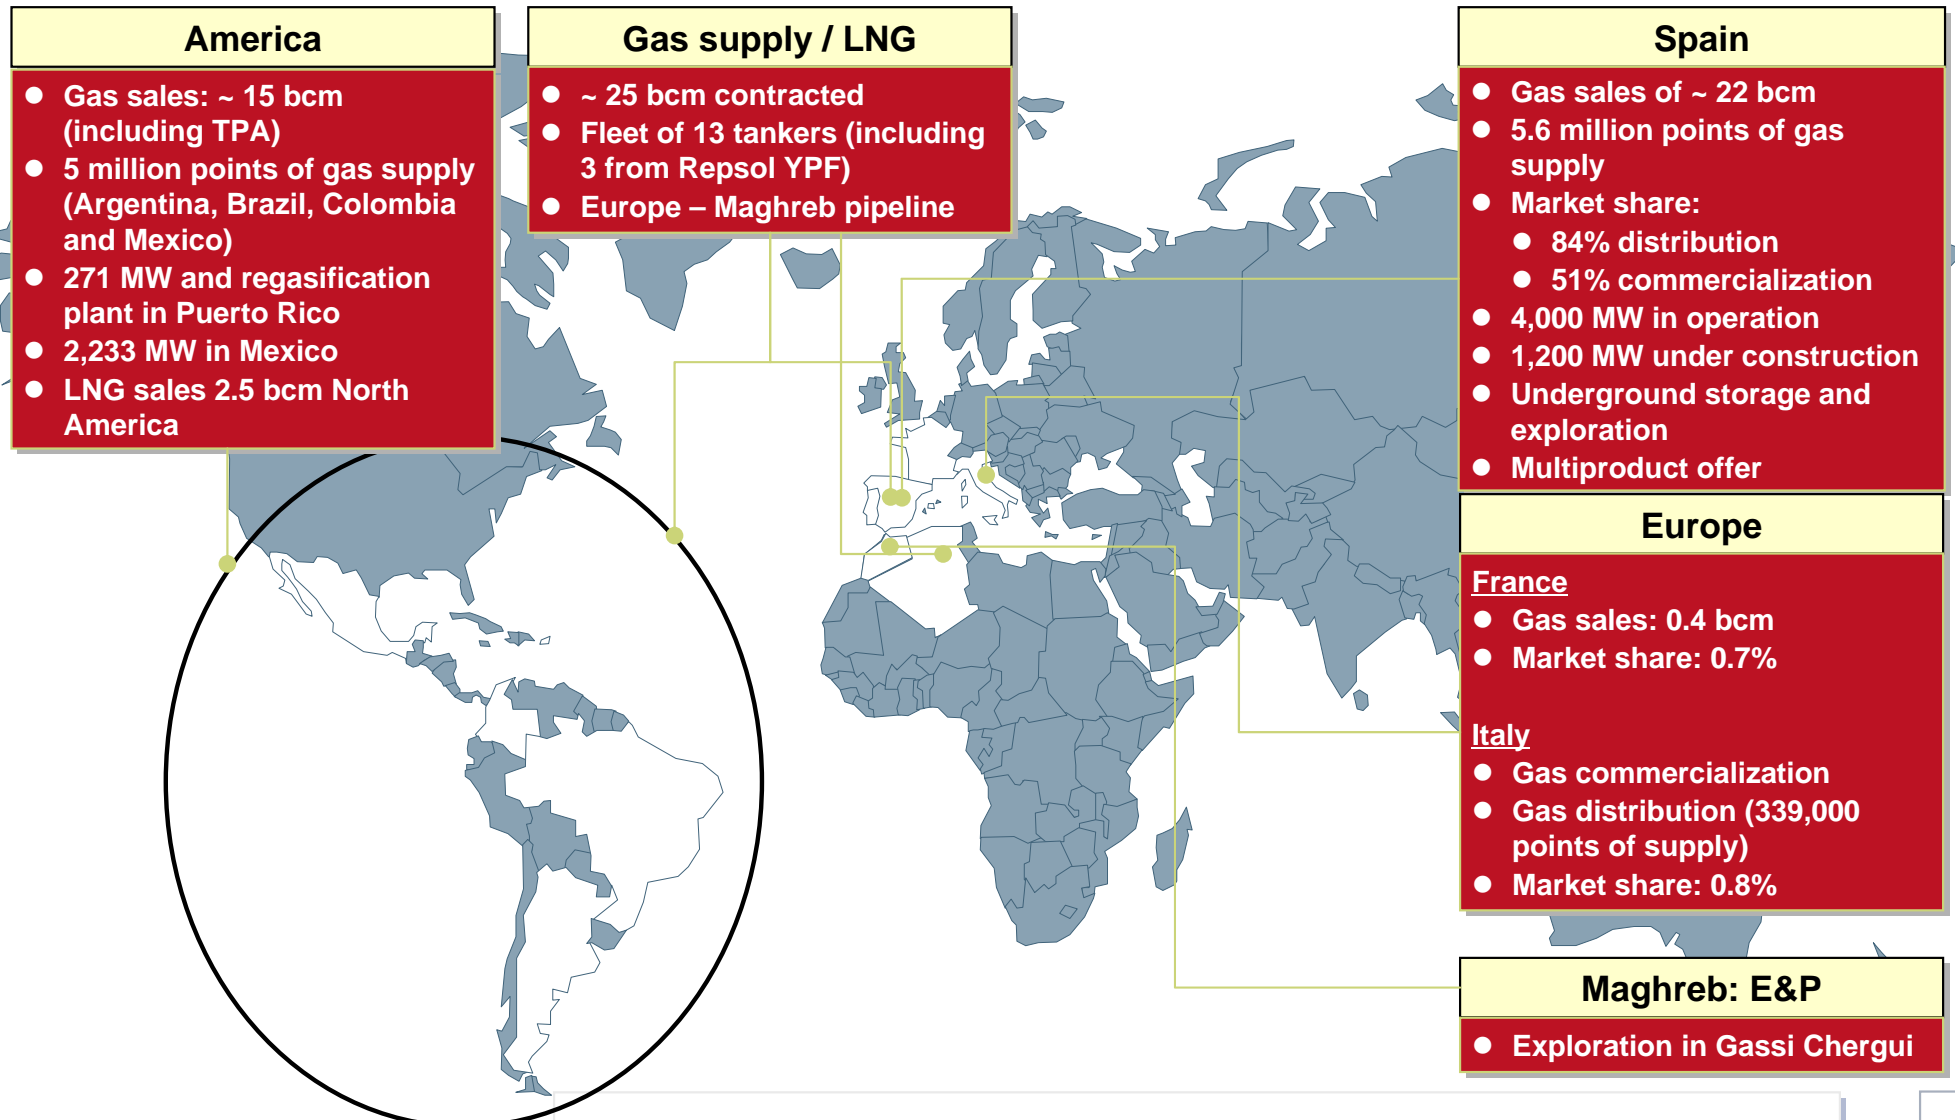 America
● Gas sales: ~ 15 bcm
(including TPA)
● 5 million points of gas supply
(Argentina, Brazil, Colombia
and Mexico)
● 271 MW and regasification
plant in Puerto Rico
● 2,233 MW in Mexico
● LNG sales 2.5 bcm North
America
Gas supply / LNG
● ~ 25 bcm contracted
● Fleet of 13 tankers (including
3 from Repsol YPF)
● Europe – Maghreb pipeline
Spain
● Gas sales of ~ 22 bcm
● 5.6 million points of gas
supply
● Market share:
● 84% distribution
● 51% commercialization
● 4,000 MW in operation
● 1,200 MW under construction
● Underground storage and
exploration
● Multiproduct offer
Europe
France
● Gas sales: 0.4 bcm
● Market share: 0.7%
Italy
● Gas commercialization
● Gas distribution (339,000
points of supply)
● Market share: 0.8%
Maghreb: E&P
● Exploration in Gassi Chergui